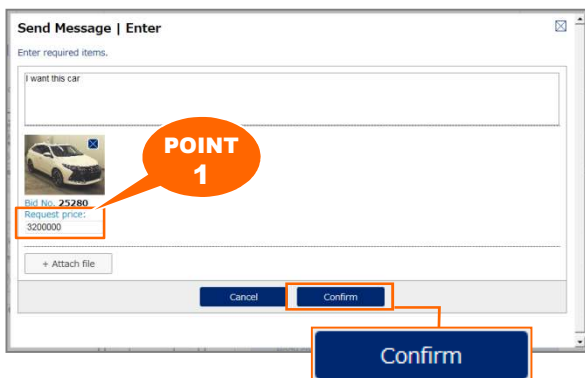 Send Message | Enter
Enter required items.
I want this car
POINT
1
Bid No. 25280
Request price:
3200000
+ Attach file
Cancel
Confirm
Confirm